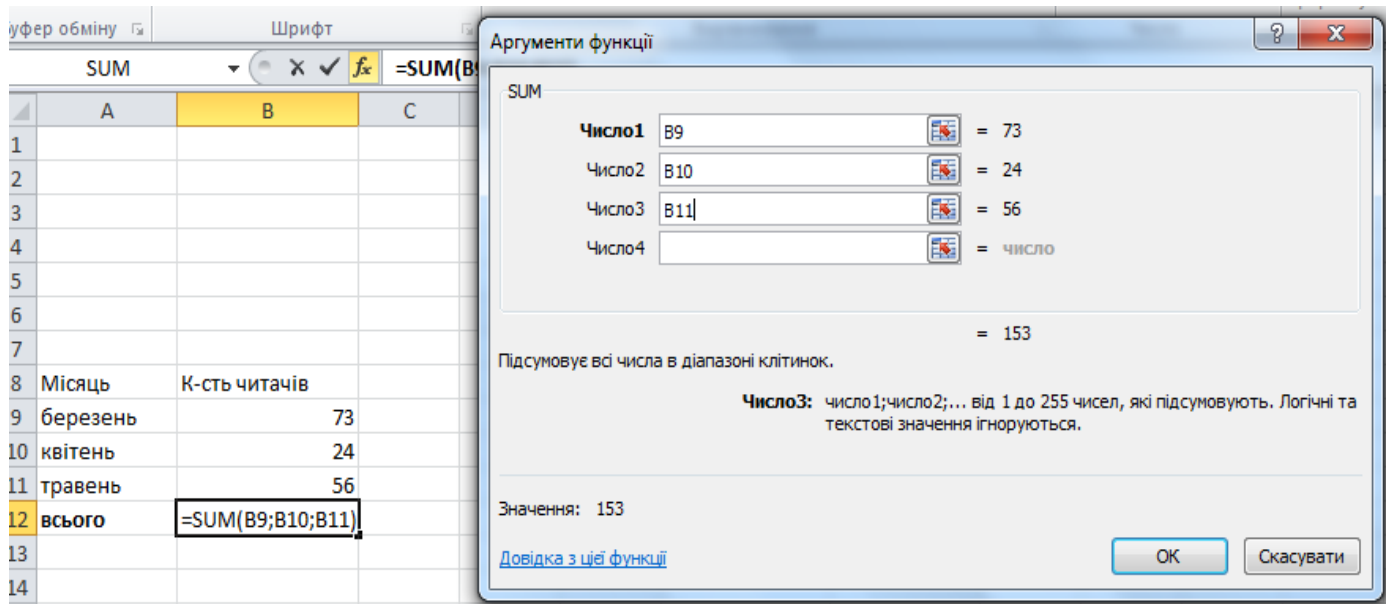 буфер обміну
Шрифт
SUM
=SUM(B9
A B C
1
2
3
4
5
6
7
8 Місяць К-сть читачів
9 березень 73
10 квітень 24
11 травень 56
12 всього =SUM(B9;B10;B11)
13
14
Аргументи функції
SUM
Число1 B9 = 73
Число2 B10 = 24
Число3 B11 = 56
Число4 = число
= 153
Підсумовує всі числа в діапазоні клітинок.
Число3: число1;число2;... від 1 до 255 чисел, які підсумовують. Логічні та
текстові значення ігноруються.
Значення: 153
Довідка з цієї функції
OK Скасувати